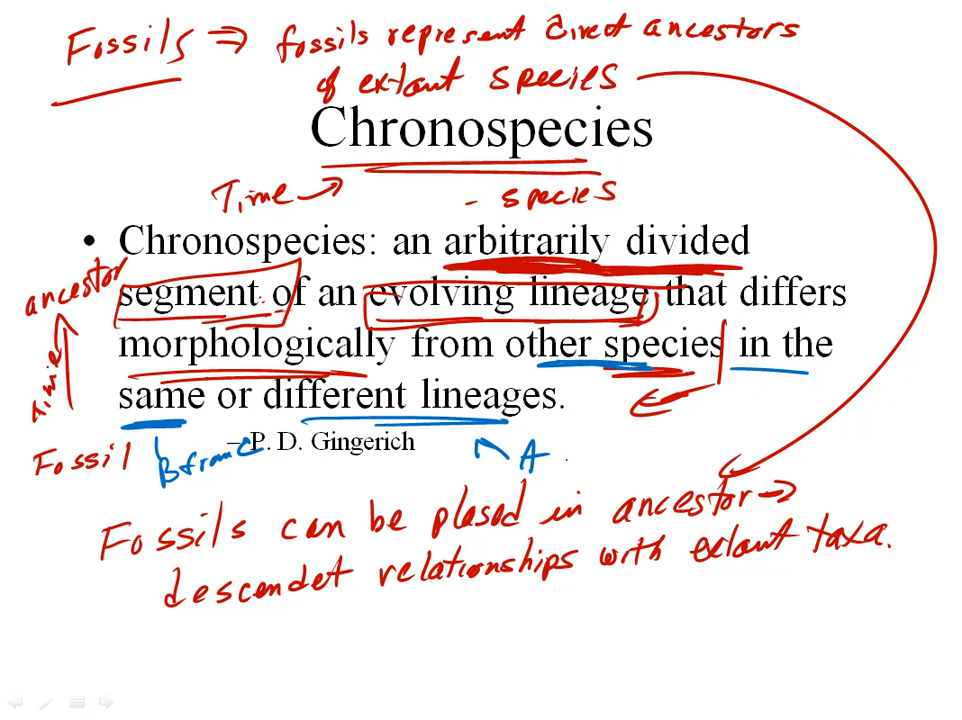 Fossils ⇒ fossils represent direct ancestors
of extant species
Chronospecies
Time → - species
• Chronospecies: an arbitrarily divided
segment of an evolving lineage that differs
morphologically from other species in the
same or different lineages.
– P. D. Gingerich
ancestor
Time
Fossil
B from C
A
Fossils can be plased in ancestor →
descendet relationships with extant taxa.